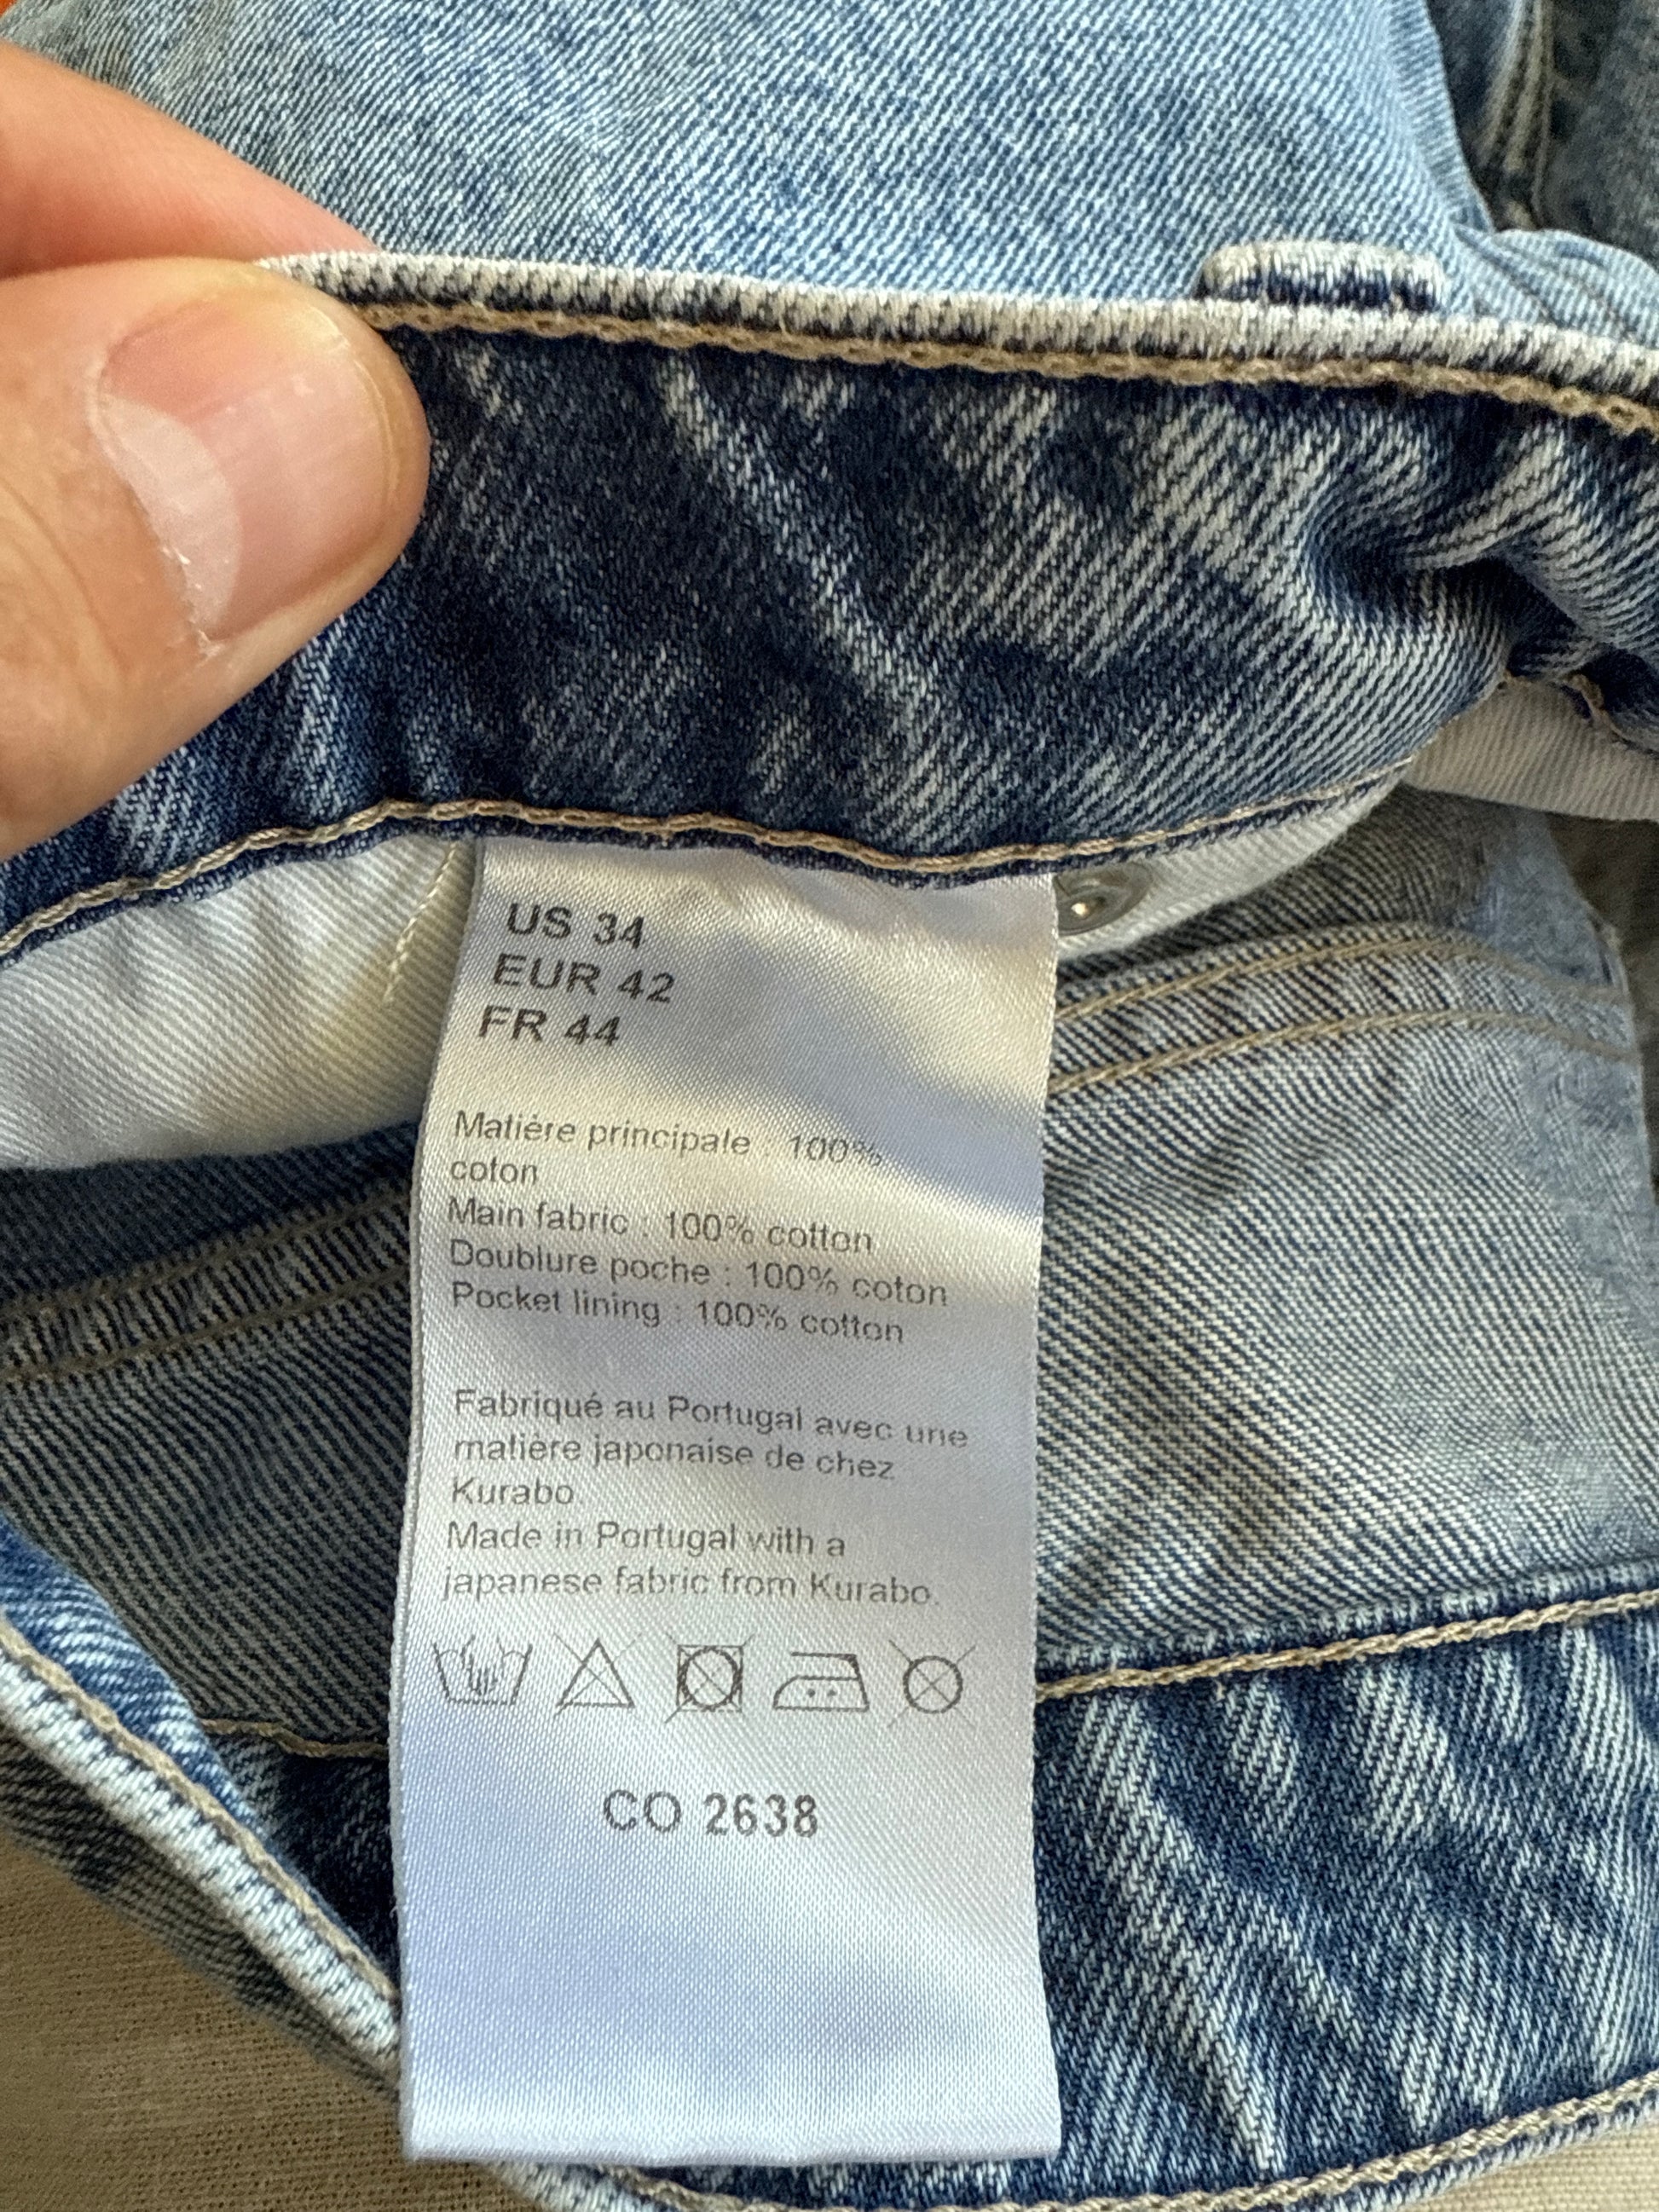 US 34
EUR 42
FR 44
Matière principale : 100%
coton
Main fabric : 100% cotton
Doublure poche : 100% coton
Pocket lining : 100% cotton
Fabriqué au Portugal avec une
matière japonaise de chez
Kurabo.
Made in Portugal with a
japanese fabric from Kurabo.
CO 2638